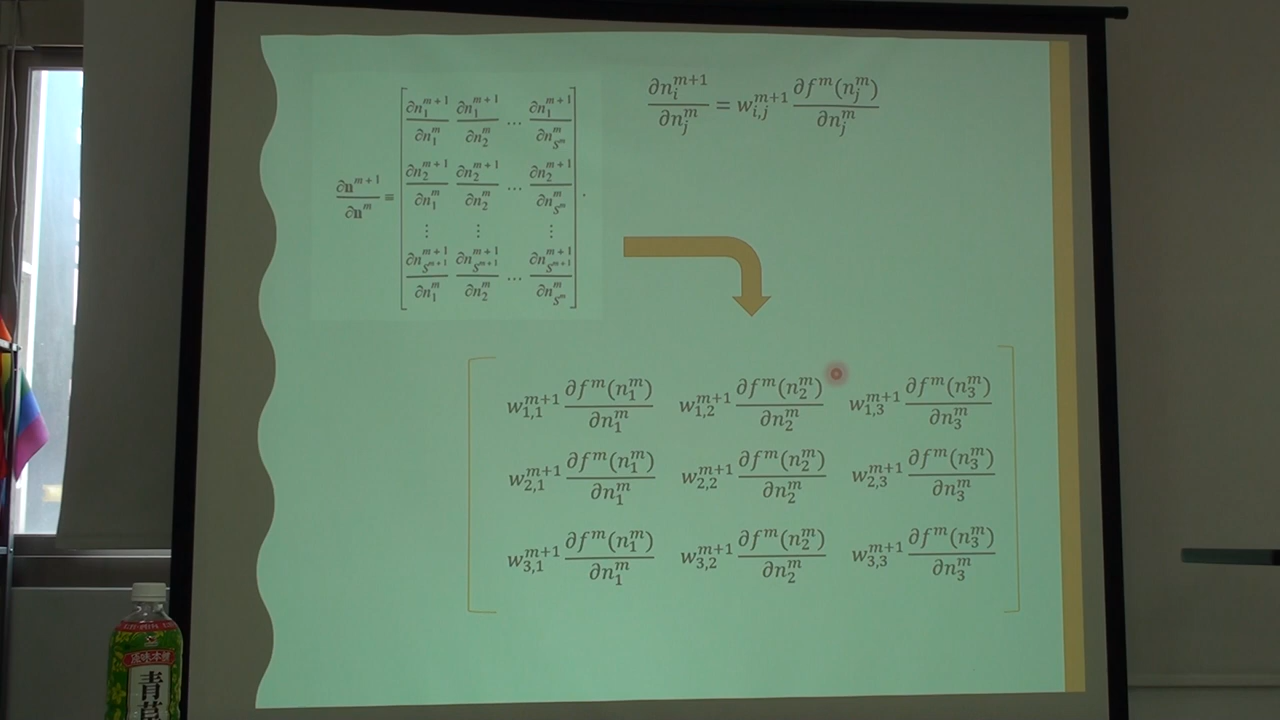 ∂n^{m+1}/∂n^m ≡ [ ∂n_1^{m+1}/∂n_1^m ∂n_1^{m+1}/∂n_2^m ⋯ ∂n_1^{m+1}/∂n_{S^m}^m
∂n_2^{m+1}/∂n_1^m ∂n_2^{m+1}/∂n_2^m ⋯ ∂n_2^{m+1}/∂n_{S^m}^m
⋮ ⋮ ⋮
∂n_{S^{m+1}}^{m+1}/∂n_1^m ∂n_{S^{m+1}}^{m+1}/∂n_2^m ⋯ ∂n_{S^{m+1}}^{m+1}/∂n_{S^m}^m ] .
∂n_i^{m+1}/∂n_j^m = w_{i,j}^{m+1} ∂f^m(n_j^m)/∂n_j^m
w_{1,1}^{m+1} ∂f^m(n_1^m)/∂n_1^m w_{1,2}^{m+1} ∂f^m(n_2^m)/∂n_2^m w_{1,3}^{m+1} ∂f^m(n_3^m)/∂n_3^m
w_{2,1}^{m+1} ∂f^m(n_1^m)/∂n_1^m w_{2,2}^{m+1} ∂f^m(n_2^m)/∂n_2^m w_{2,3}^{m+1} ∂f^m(n_3^m)/∂n_3^m
w_{3,1}^{m+1} ∂f^m(n_1^m)/∂n_1^m w_{3,2}^{m+1} ∂f^m(n_2^m)/∂n_2^m w_{3,3}^{m+1} ∂f^m(n_3^m)/∂n_3^m
原味本舖
青